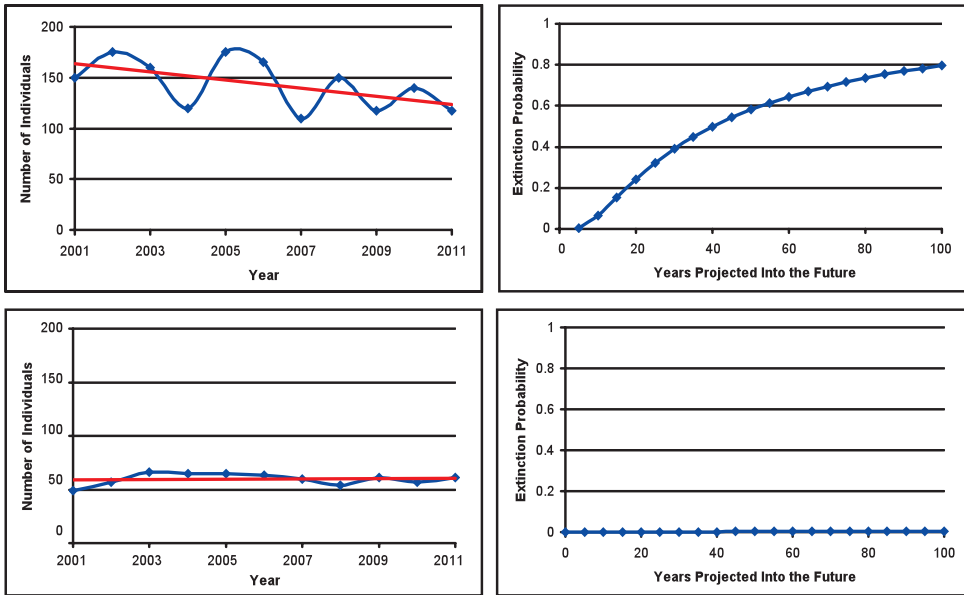 Number of Individuals
200
150
100
50
0
2001 2003 2005 2007 2009 2011
Year
Extinction Probability
1
0.8
0.6
0.4
0.2
0
0 20 40 60 80 100
Years Projected Into the Future
Number of Individuals
200
150
100
50
0
2001 2003 2005 2007 2009 2011
Year
Extinction Probability
1
0.8
0.6
0.4
0.2
0
0 20 40 60 80 100
Years Projected Into the Future